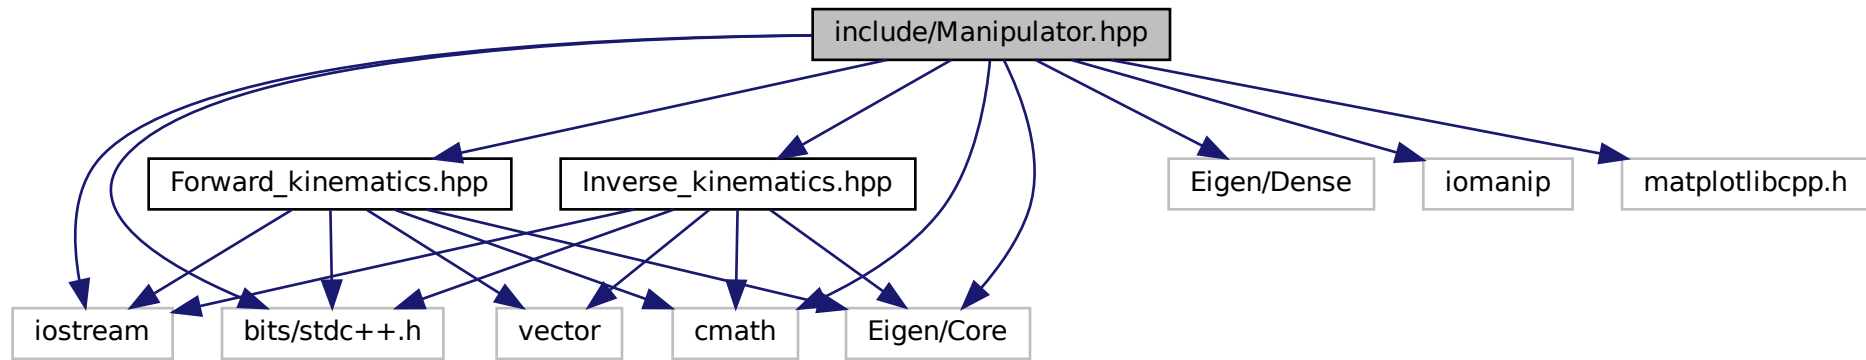 include/Manipulator.hpp
Forward_kinematics.hpp
Inverse_kinematics.hpp
Eigen/Dense
iomanip
matplotlibcpp.h
iostream
bits/stdc++.h
vector
cmath
Eigen/Core